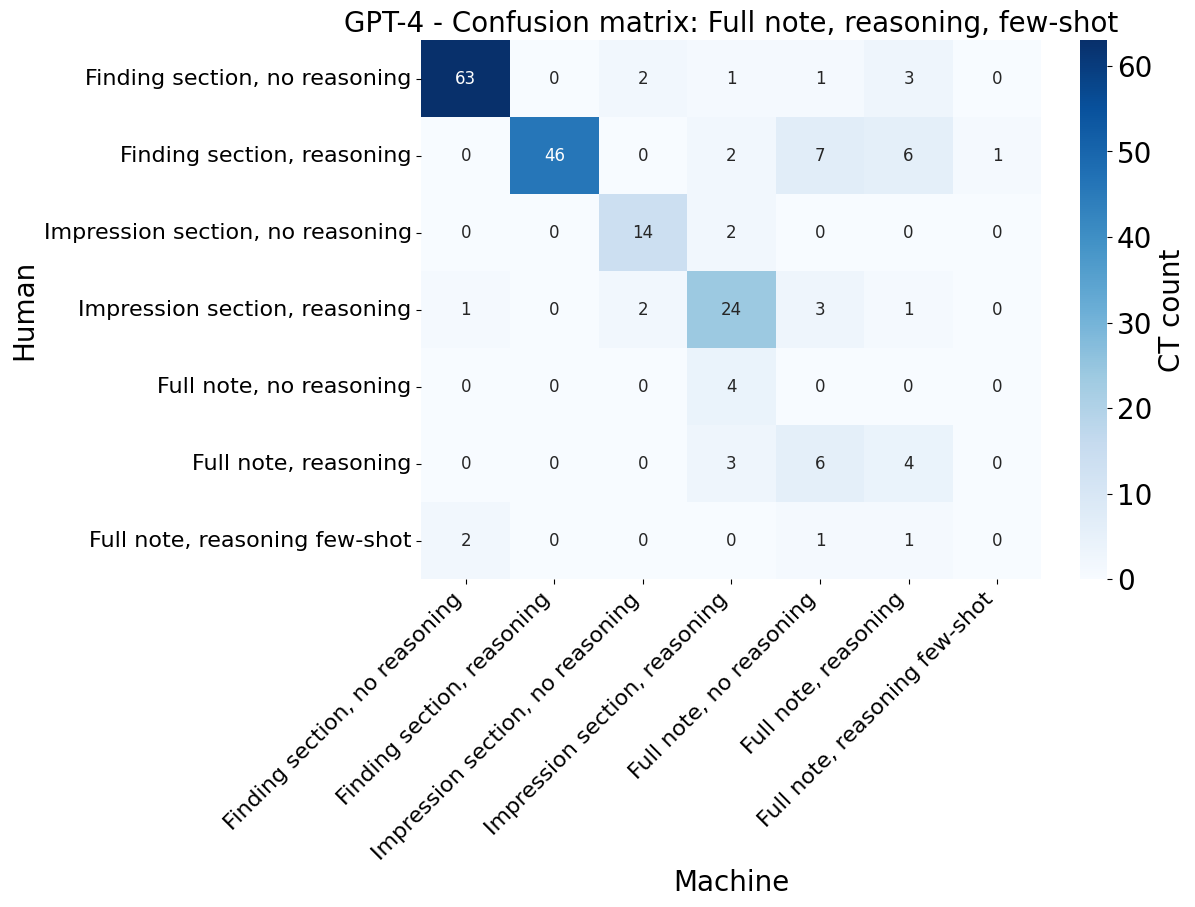 GPT-4 - Confusion matrix: Full note, reasoning, few-shot
Finding section, no reasoning 63 0 2 1 1 3 0
Finding section, reasoning 0 46 0 2 7 6 1
Impression section, no reasoning 0 0 14 2 0 0 0
Impression section, reasoning 1 0 2 24 3 1 0
Full note, no reasoning 0 0 0 4 0 0 0
Full note, reasoning 0 0 0 3 6 4 0
Full note, reasoning few-shot 2 0 0 0 1 1 0
Human
Finding section, no reasoning
Finding section, reasoning
Impression section, no reasoning
Impression section, reasoning
Full note, no reasoning
Full note, reasoning
Full note, reasoning few-shot
Machine
60
50
40
30
20
10
0
CT count